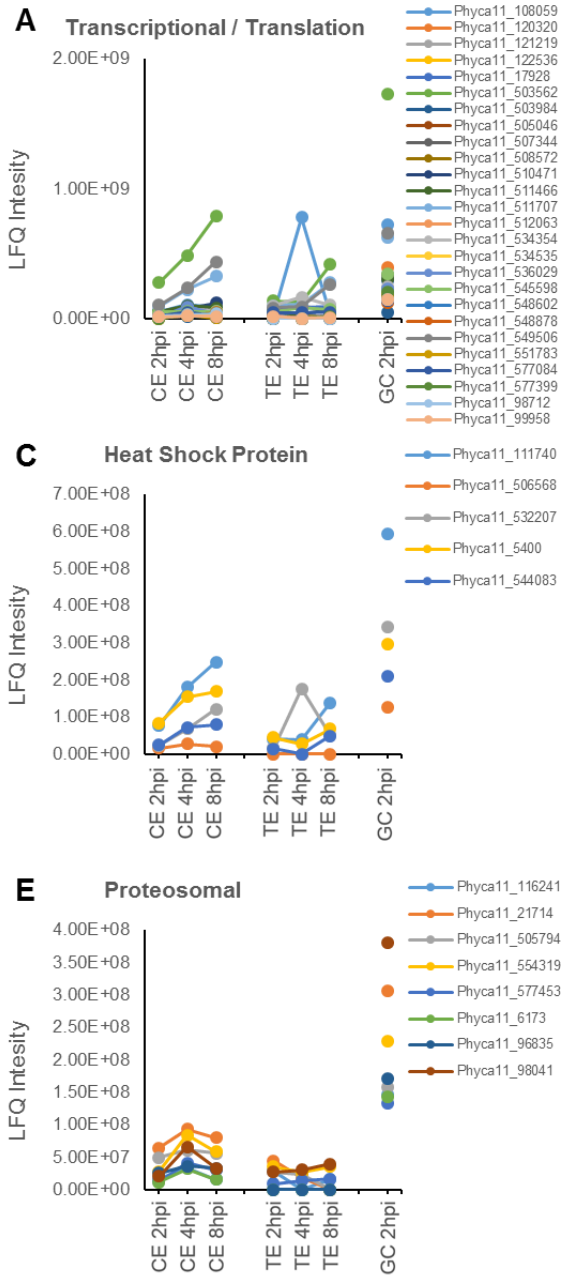 A Transcriptional / Translation
2.00E+09
1.00E+09
0.00E+00
LFQ Intesity
CE 2hpi
CE 4hpi
CE 8hpi
TE 2hpi
TE 4hpi
TE 8hpi
GC 2hpi
Phyca11_108059
Phyca11_120320
Phyca11_121219
Phyca11_122536
Phyca11_17928
Phyca11_503562
Phyca11_503984
Phyca11_505046
Phyca11_507344
Phyca11_508572
Phyca11_510471
Phyca11_511466
Phyca11_511707
Phyca11_512063
Phyca11_534354
Phyca11_534535
Phyca11_536029
Phyca11_545598
Phyca11_548602
Phyca11_548878
Phyca11_549506
Phyca11_551783
Phyca11_577084
Phyca11_577399
Phyca11_98712
Phyca11_99958
C Heat Shock Protein
7.00E+08
6.00E+08
5.00E+08
4.00E+08
3.00E+08
2.00E+08
1.00E+08
0.00E+00
LFQ Intesity
CE 2hpi
CE 4hpi
CE 8hpi
TE 2hpi
TE 4hpi
TE 8hpi
GC 2hpi
Phyca11_111740
Phyca11_506568
Phyca11_532207
Phyca11_5400
Phyca11_544083
E Proteosomal
4.00E+08
3.50E+08
3.00E+08
2.50E+08
2.00E+08
1.50E+08
1.00E+08
5.00E+07
0.00E+00
LFQ Intesity
CE 2hpi
CE 4hpi
CE 8hpi
TE 2hpi
TE 4hpi
TE 8hpi
GC 2hpi
Phyca11_116241
Phyca11_21714
Phyca11_505794
Phyca11_554319
Phyca11_577453
Phyca11_6173
Phyca11_96835
Phyca11_98041